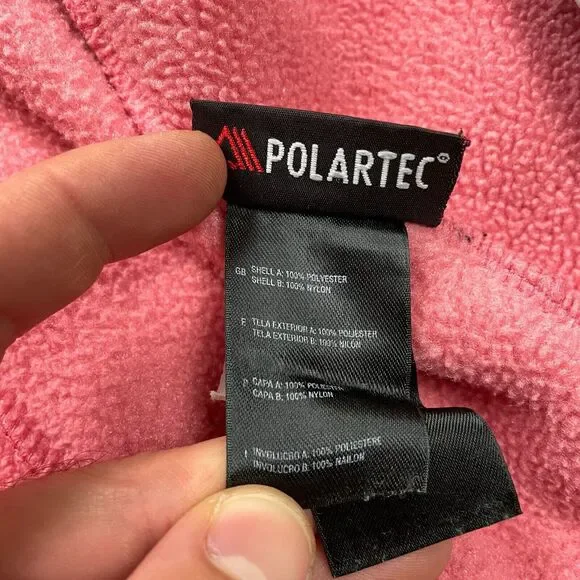 POLARTEC®
GB SHELL A: 100% POLYESTER
SHELL B: 100% NYLON
E TELA EXTERIOR A: 100% POLIESTER
TELA EXTERIOR B: 100% NILON
P CAPA A: 100% POLIESTER
CAPA B: 100% NYLON
I INVOLUCRO A: 100% POLIESTERE
INVOLUCRO B: 100% NAILON